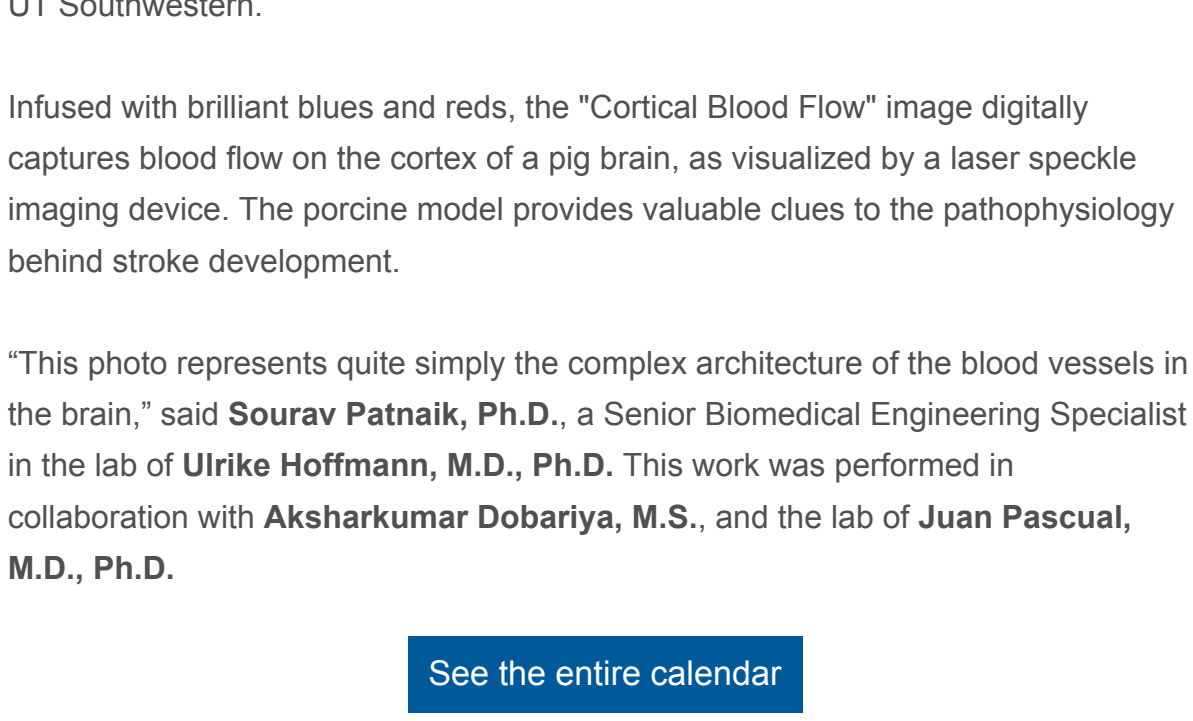 UT Southwestern.
Infused with brilliant blues and reds, the "Cortical Blood Flow" image digitally
captures blood flow on the cortex of a pig brain, as visualized by a laser speckle
imaging device. The porcine model provides valuable clues to the pathophysiology
behind stroke development.
“This photo represents quite simply the complex architecture of the blood vessels in
the brain,” said Sourav Patnaik, Ph.D., a Senior Biomedical Engineering Specialist
in the lab of Ulrike Hoffmann, M.D., Ph.D. This work was performed in
collaboration with Aksharkumar Dobariya, M.S., and the lab of Juan Pascual,
M.D., Ph.D.
See the entire calendar